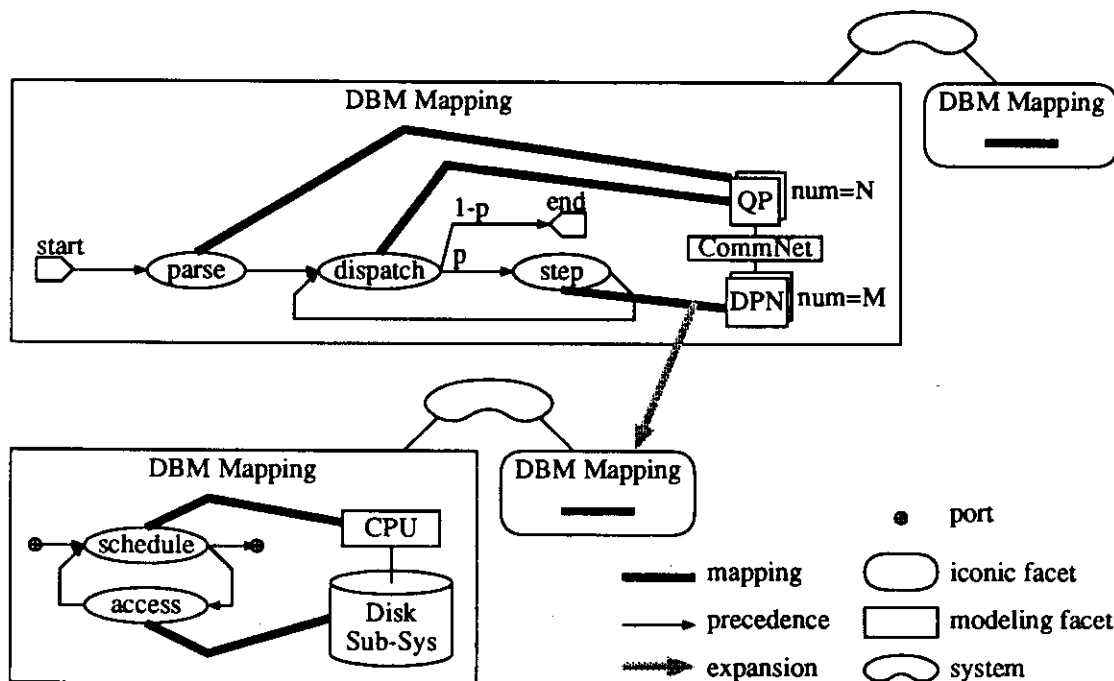 DBM Mapping
DBM Mapping
QP
num=N
1-p
end
start
CommNet
parse
dispatch
p
step
DPN
num=M
DBM Mapping
DBM Mapping
CPU
port
schedule
mapping
iconic facet
access
Disk
Sub-Sys
precedence
modeling facet
expansion
system